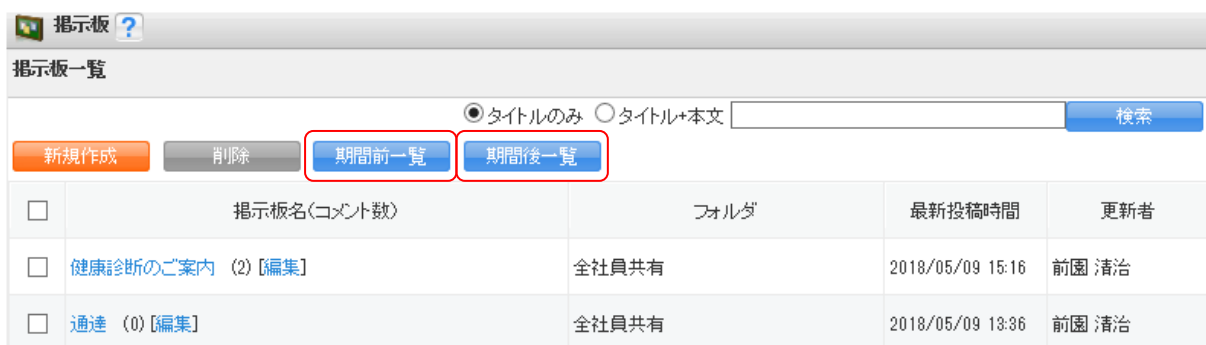 掲示板 ?
掲示板一覧
タイトルのみ タイトル+本文 検索
新規作成 削除 期間前一覧 期間後一覧
掲示板名(コメント数) フォルダ 最新投稿時間 更新者
健康診断のご案内 (2) [編集] 全社員共有 2018/05/09 15:16 前園 清治
通達 (0) [編集] 全社員共有 2018/05/09 13:36 前園 清治